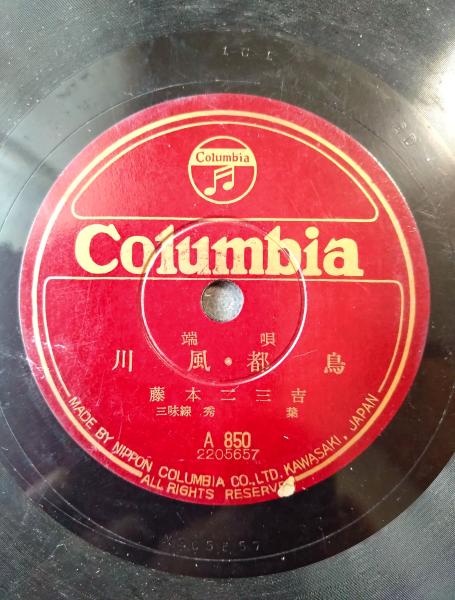 Columbia
Columbia
端唄
川風・都鳥
藤本二三吉
三味線 秀葉
A 850
2205657
MADE BY NIPPON COLUMBIA CO., LTD. KAWASAKI, JAPAN
ALL RIGHTS RESERVED